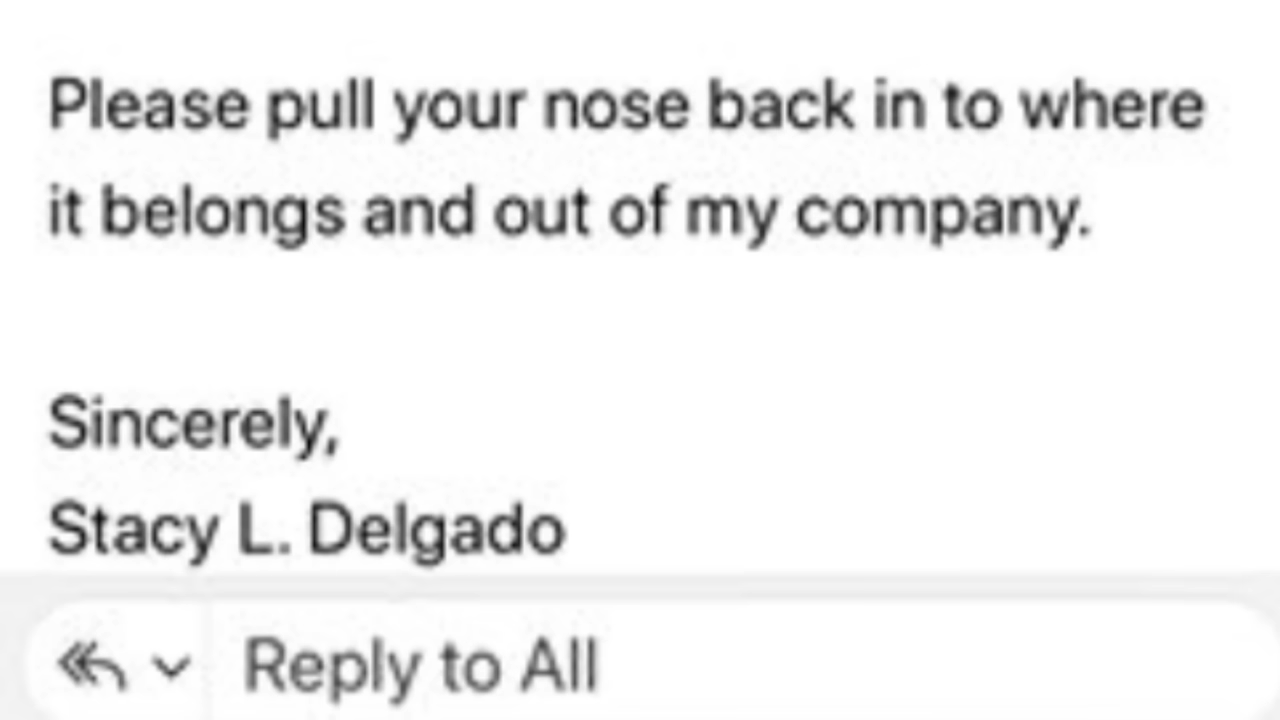 Please pull your nose back in to where
it belongs and out of my company.
Sincerely,
Stacy L. Delgado
Reply to All